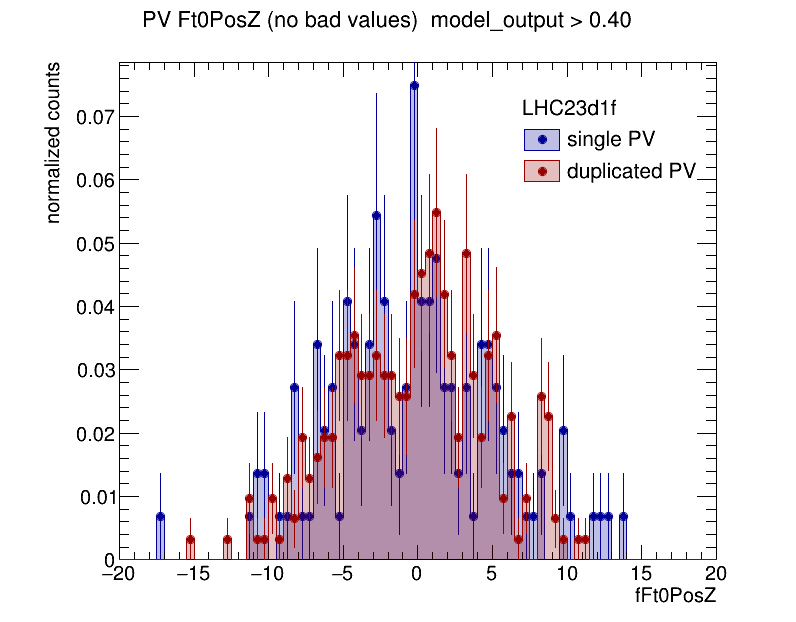 PV Ft0PosZ (no bad values)  model_output > 0.40
normalized counts
LHC23d1f
single PV
duplicated PV
0.07
0.06
0.05
0.04
0.03
0.02
0.01
0
−20 −15 −10 −5 0 5 10 15 20
fFt0PosZ